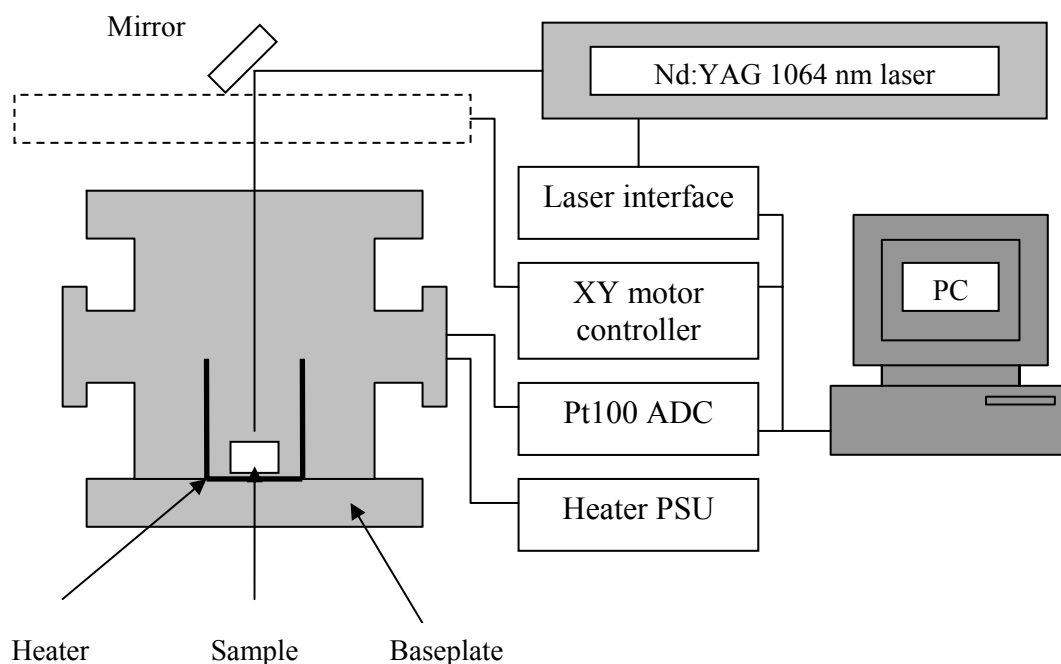 Mirror
Nd:YAG 1064 nm laser
Laser interface
XY motor
controller
PC
Pt100 ADC
Heater PSU
Heater
Sample
Baseplate